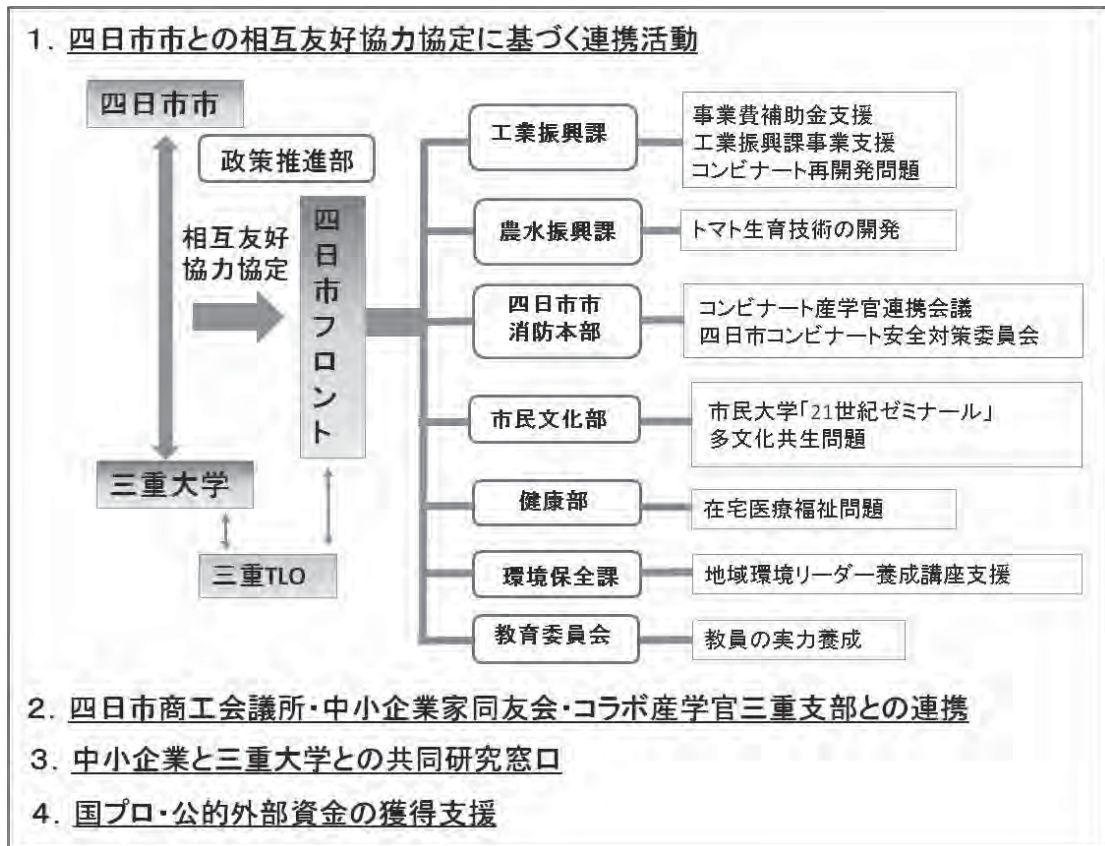 1. 四日市市との相互友好協力協定に基づく連携活動
四日市市
政策推進部
相互友好
協力協定
四日市フロント
三重大学
三重TLO
工業振興課
事業費補助金支援
工業振興課事業支援
コンビナート再開発問題
農水振興課
トマト生育技術の開発
四日市市
消防本部
コンビナート産学官連携会議
四日市コンビナート安全対策委員会
市民文化部
市民大学「21世紀ゼミナール」
多文化共生問題
健康部
在宅医療福祉問題
環境保全課
地域環境リーダー養成講座支援
教育委員会
教員の実力養成
2. 四日市商工会議所・中小企業家同友会・コラボ産学官三重支部との連携
3. 中小企業と三重大学との共同研究窓口
4. 国プロ・公的外部資金の獲得支援